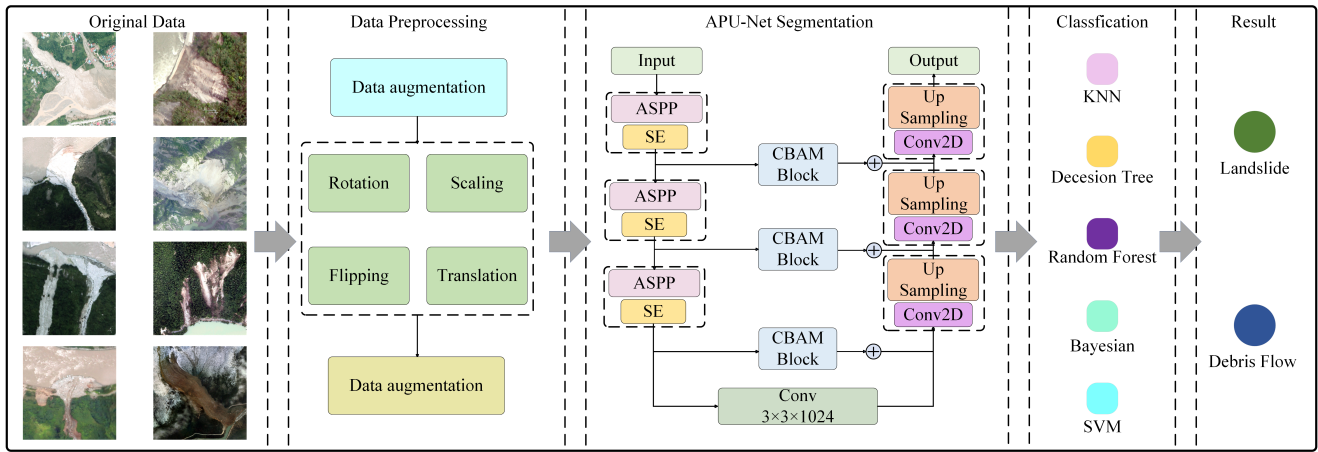 Original Data
Data Preprocessing
Data augmentation
Rotation
Scaling
Flipping
Translation
Data augmentation
APU-Net Segmentation
Input
ASPP
SE
ASPP
SE
ASPP
SE
CBAM
Block
CBAM
Block
CBAM
Block
Conv
3×3×1024
Output
Up
Sampling
Conv2D
Up
Sampling
Conv2D
Up
Sampling
Conv2D
Classfication
KNN
Decesion Tree
Random Forest
Bayesian
SVM
Result
Landslide
Debris Flow